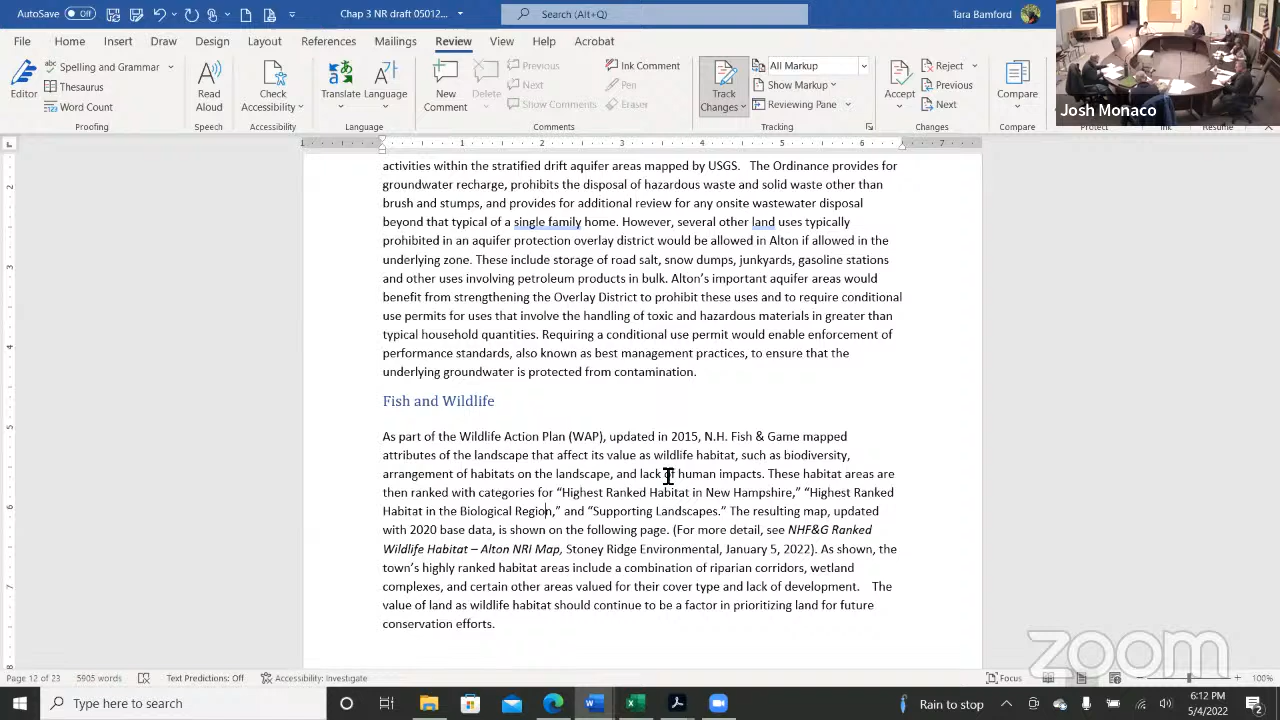 AutoSave Off
Chap 3 NR draft 05012...
Search (Alt+Q)
Tara Bamford
File Home Insert Draw Design Layout References Mailings Review View Help Acrobat
Editor
Spelling and Grammar
Thesaurus
Word Count
Proofing
Read Aloud
Speech
Check Accessibility
Accessibility
Translate
Language
Language
New Comment
Delete
Previous
Next
Show Comments
Comments
Ink Comment
Pen
Eraser
Track Changes
All Markup
Show Markup
Reviewing Pane
Tracking
Accept
Reject
Previous
Next
Changes
Compare
Compare
Josh Monaco
activities within the stratified drift aquifer areas mapped by USGS. The Ordinance provides for
groundwater recharge, prohibits the disposal of hazardous waste and solid waste other than
brush and stumps, and provides for additional review for any onsite wastewater disposal
beyond that typical of a single family home. However, several other land uses typically
prohibited in an aquifer protection overlay district would be allowed in Alton if allowed in the
underlying zone. These include storage of road salt, snow dumps, junkyards, gasoline stations
and other uses involving petroleum products in bulk. Alton's important aquifer areas would
benefit from strengthening the Overlay District to prohibit these uses and to require conditional
use permits for uses that involve the handling of toxic and hazardous materials in greater than
typical household quantities. Requiring a conditional use permit would enable enforcement of
performance standards, also known as best management practices, to ensure that the
underlying groundwater is protected from contamination.
Fish and Wildlife
As part of the Wildlife Action Plan (WAP), updated in 2015, N.H. Fish & Game mapped
attributes of the landscape that affect its value as wildlife habitat, such as biodiversity,
arrangement of habitats on the landscape, and lack of human impacts. These habitat areas are
then ranked with categories for “Highest Ranked Habitat in New Hampshire,” “Highest Ranked
Habitat in the Biological Region,” and “Supporting Landscapes.” The resulting map, updated
with 2020 base data, is shown on the following page. (For more detail, see NHF&G Ranked
Wildlife Habitat – Alton NRI Map, Stoney Ridge Environmental, January 5, 2022). As shown, the
town's highly ranked habitat areas include a combination of riparian corridors, wetland
complexes, and certain other areas valued for their cover type and lack of development. The
value of land as wildlife habitat should continue to be a factor in prioritizing land for future
conservation efforts.
zoom
Page 12 of 23 5905 words Text Predictions: Off Accessibility: Investigate Focus 100%
Type here to search
Rain to stop
6:12 PM
5/4/2022